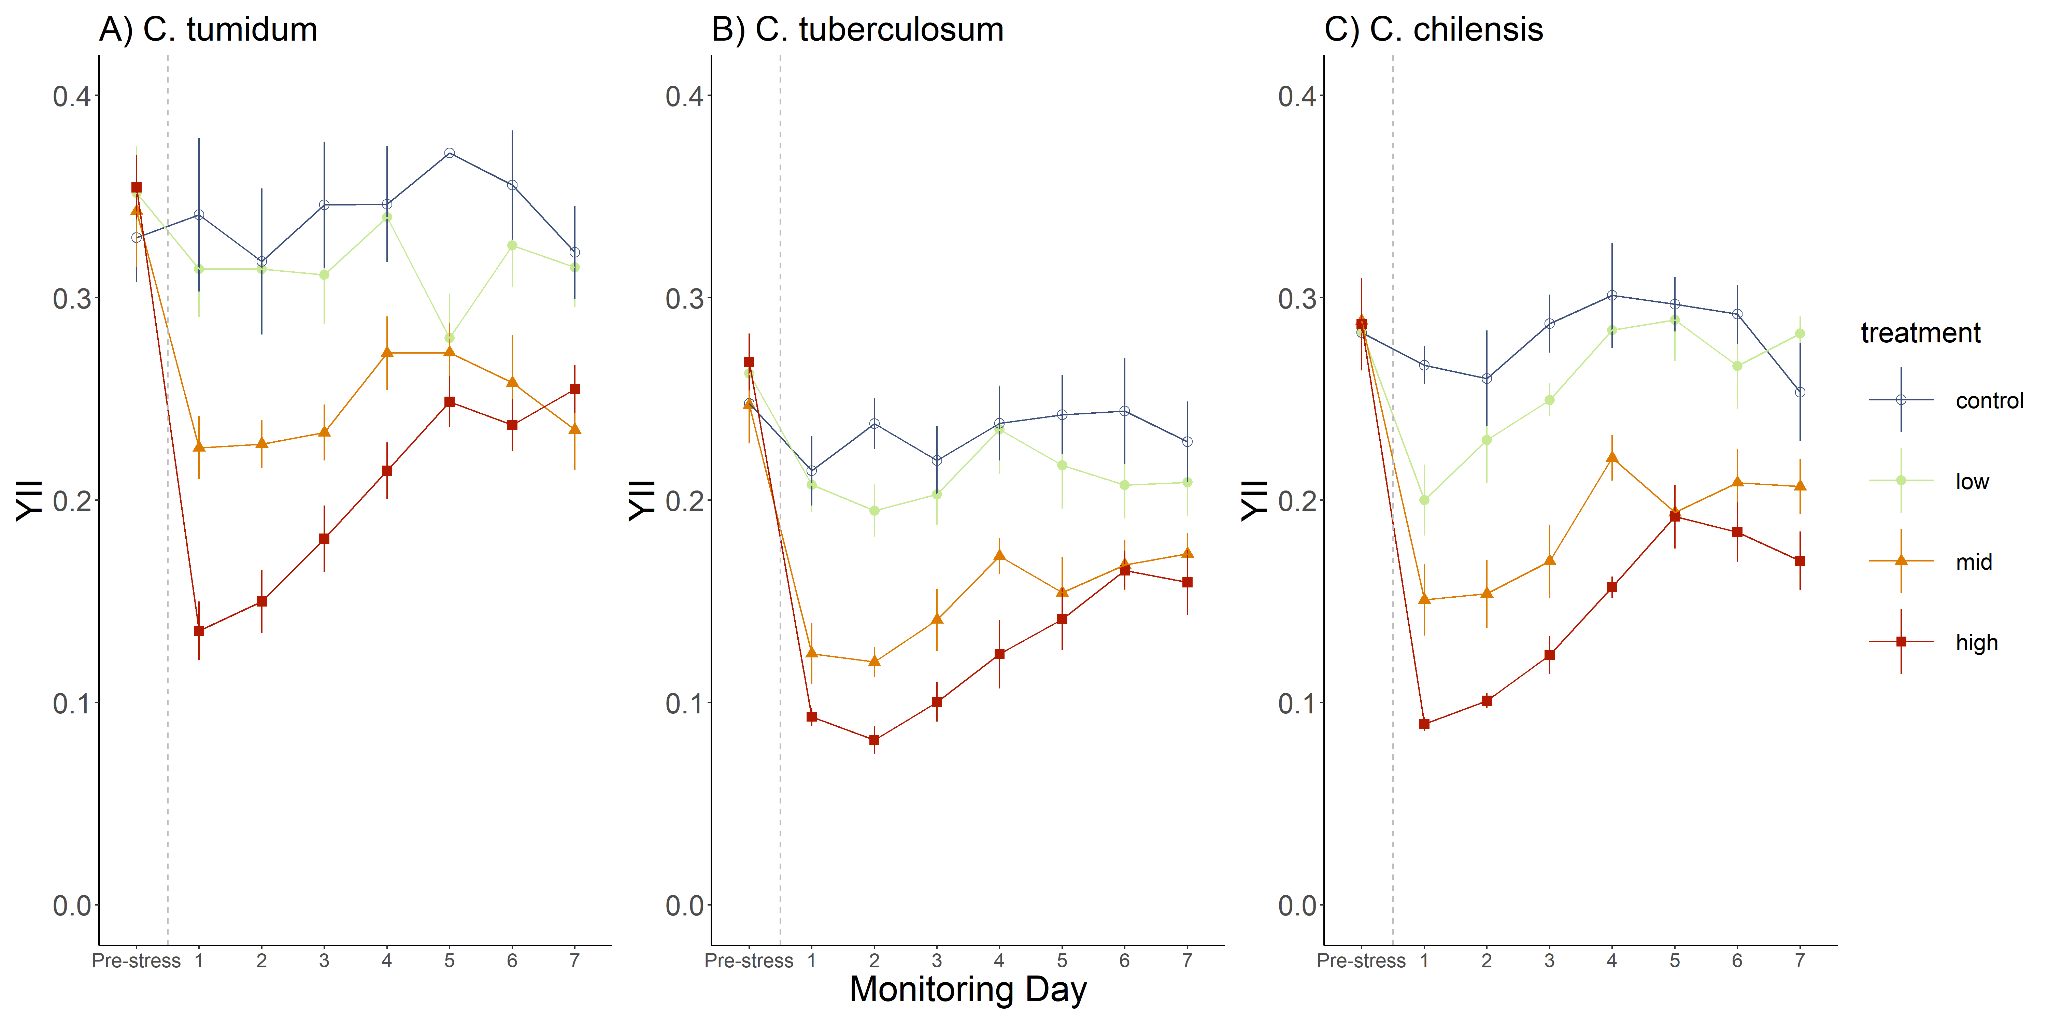 A) C. tumidum
B) C. tuberculosum
C) C. chilensis
0.4
0.3
0.2
0.1
0.0
YII
Pre-stress 1 2 3 4 5 6 7
0.4
0.3
0.2
0.1
0.0
YII
Pre-stress 1 2 3 4 5 6 7
0.4
0.3
0.2
0.1
0.0
YII
Pre-stress 1 2 3 4 5 6 7
Monitoring Day
treatment
control
low
mid
high